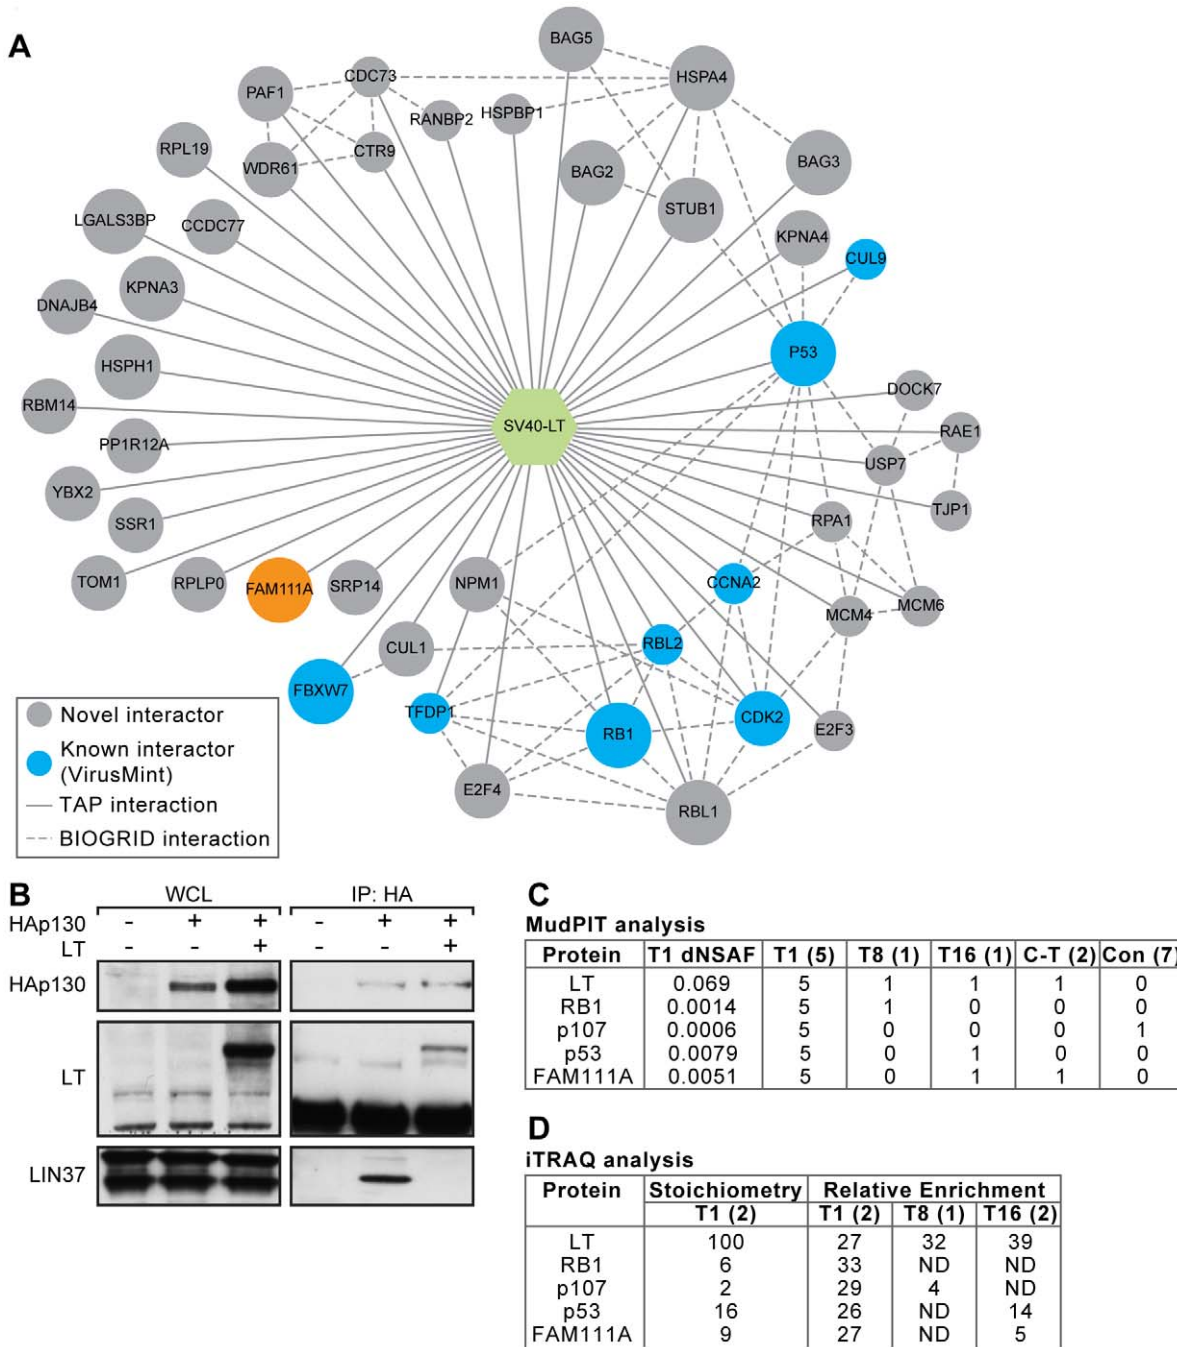 A
BAG5
CDC73
HSPA4
PAF1
RANBP2
HSPBP1
RPL19
CTR9
WDR61
BAG2
BAG3
LGALS3BP
CCDC77
STUB1
KPNA4
CUL9
KPNA3
DNAJB4
P53
HSPH1
DOCK7
RBM14
SV40-LT
RAE1
PP1R12A
USP7
YBX2
TJP1
SSR1
RPA1
TOM1
RPLP0
FAM111A
SRP14
NPM1
CCNA2
MCM4
MCM6
CUL1
RBL2
FBXW7
TFDP1
RB1
CDK2
E2F3
E2F4
RBL1
Novel interactor
Known interactor
(VirusMint)
TAP interaction
BIOGRID interaction
B
WCL IP: HA
HAp130 - + + - + +
LT - - + - - +
HAp130
LT
LIN37
C
MudPIT analysis
Protein T1 dNSAF T1 (5) T8 (1) T16 (1) C-T (2) Con (7)
LT 0.069 5 1 1 1 0
RB1 0.0014 5 1 0 0 0
p107 0.0006 5 0 0 0 1
p53 0.0079 5 0 1 0 0
FAM111A 0.0051 5 0 1 1 0
D
iTRAQ analysis
Protein Stoichiometry Relative Enrichment
T1 (2) T1 (2) T8 (1) T16 (2)
LT 100 27 32 39
RB1 6 33 ND ND
p107 2 29 4 ND
p53 16 26 ND 14
FAM111A 9 27 ND 5